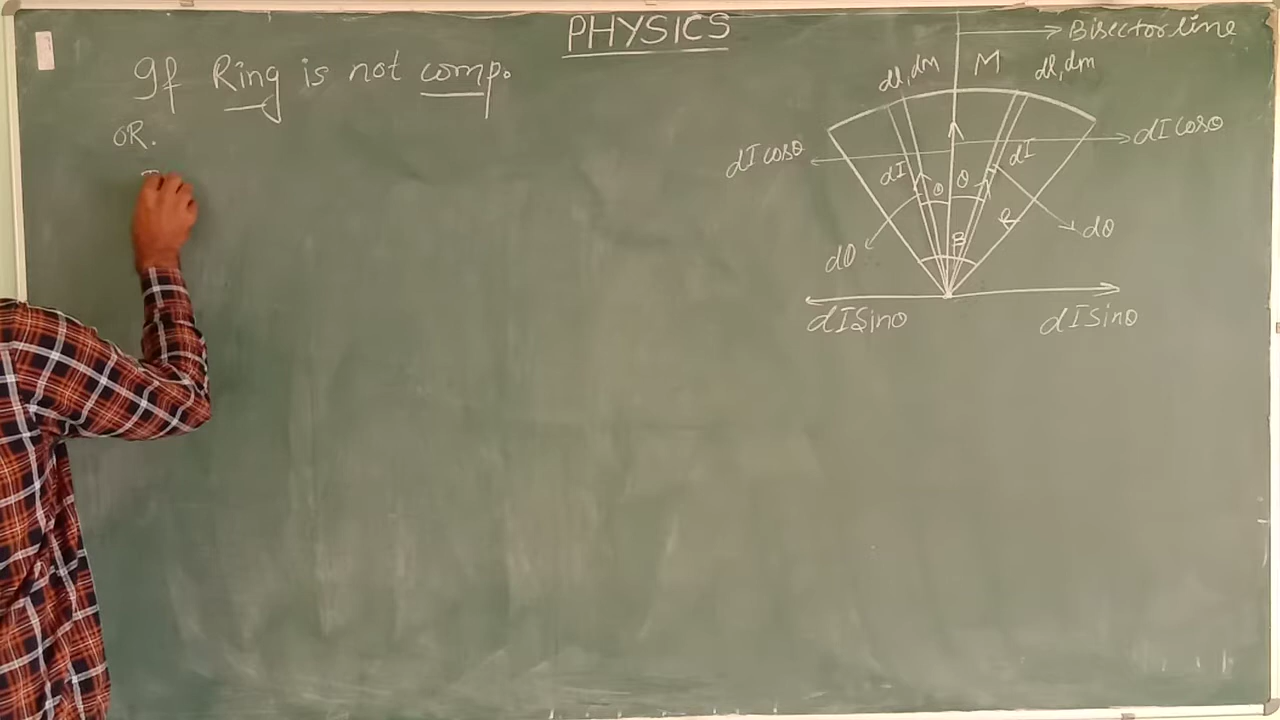 PHYSICS
If Ring is not comp.
OR.
Bisector line
dl, dm
M
dl, dm
dI cosθ
dI cosθ
dI
θ
θ
dI
R
dθ
B
dθ
dI Sinθ
dI Sinθ